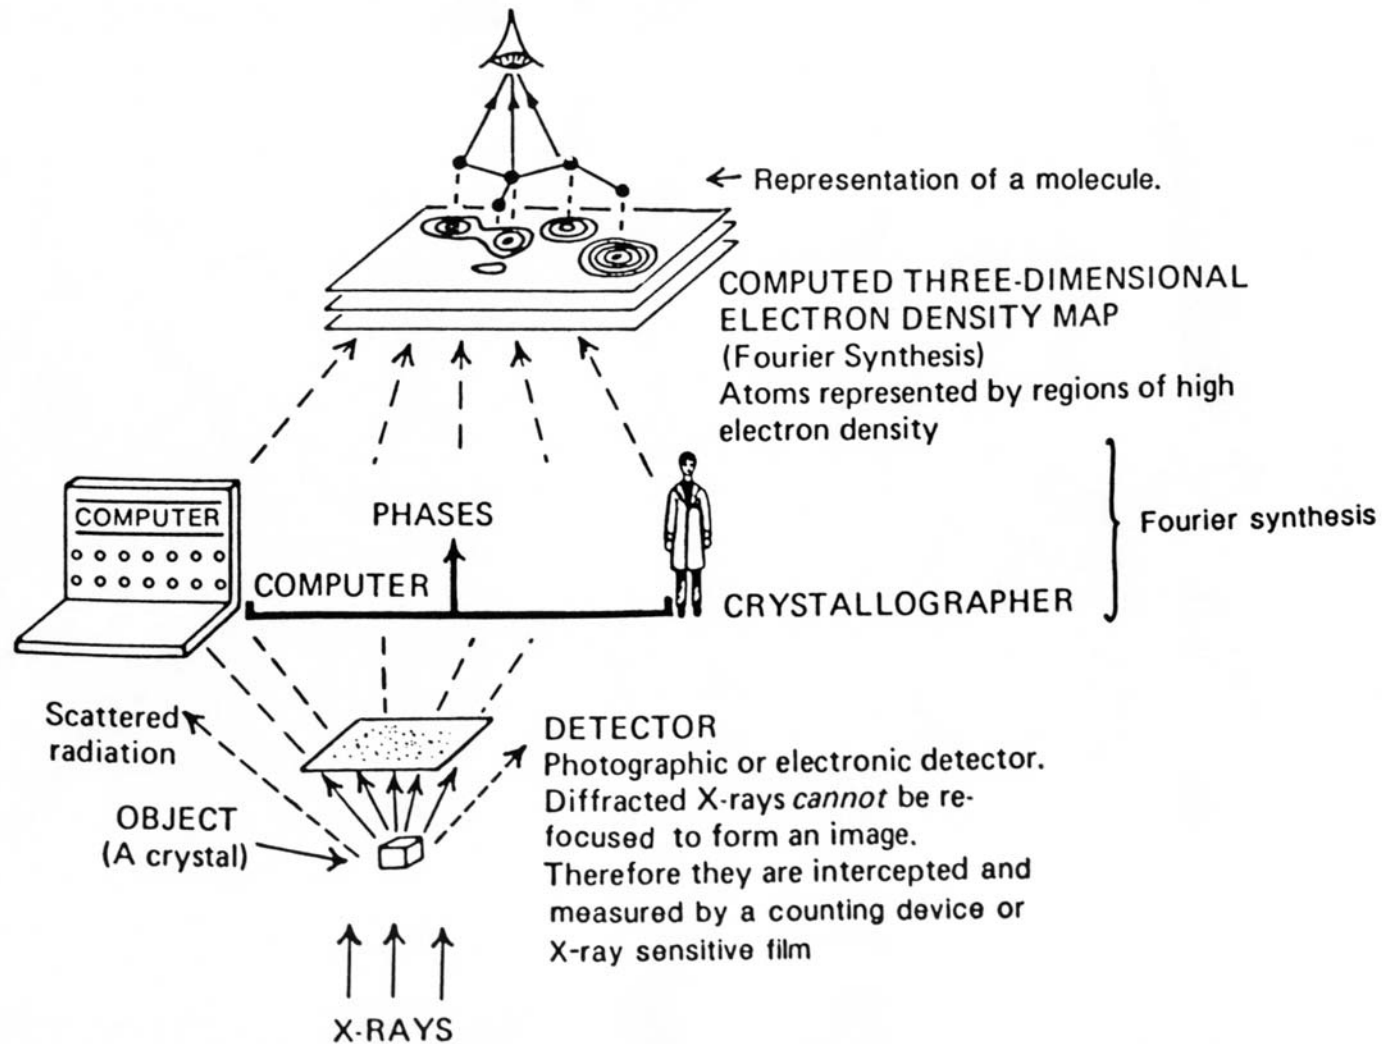 ← Representation of a molecule.
COMPUTED THREE-DIMENSIONAL
ELECTRON DENSITY MAP
(Fourier Synthesis)
Atoms represented by regions of high
electron density
COMPUTER
PHASES
COMPUTER
CRYSTALLOGRAPHER
Fourier synthesis
Scattered
radiation
OBJECT
(A crystal)
DETECTOR
Photographic or electronic detector.
Diffracted X-rays cannot be re-
focused to form an image.
Therefore they are intercepted and
measured by a counting device or
X-ray sensitive film
X-RAYS